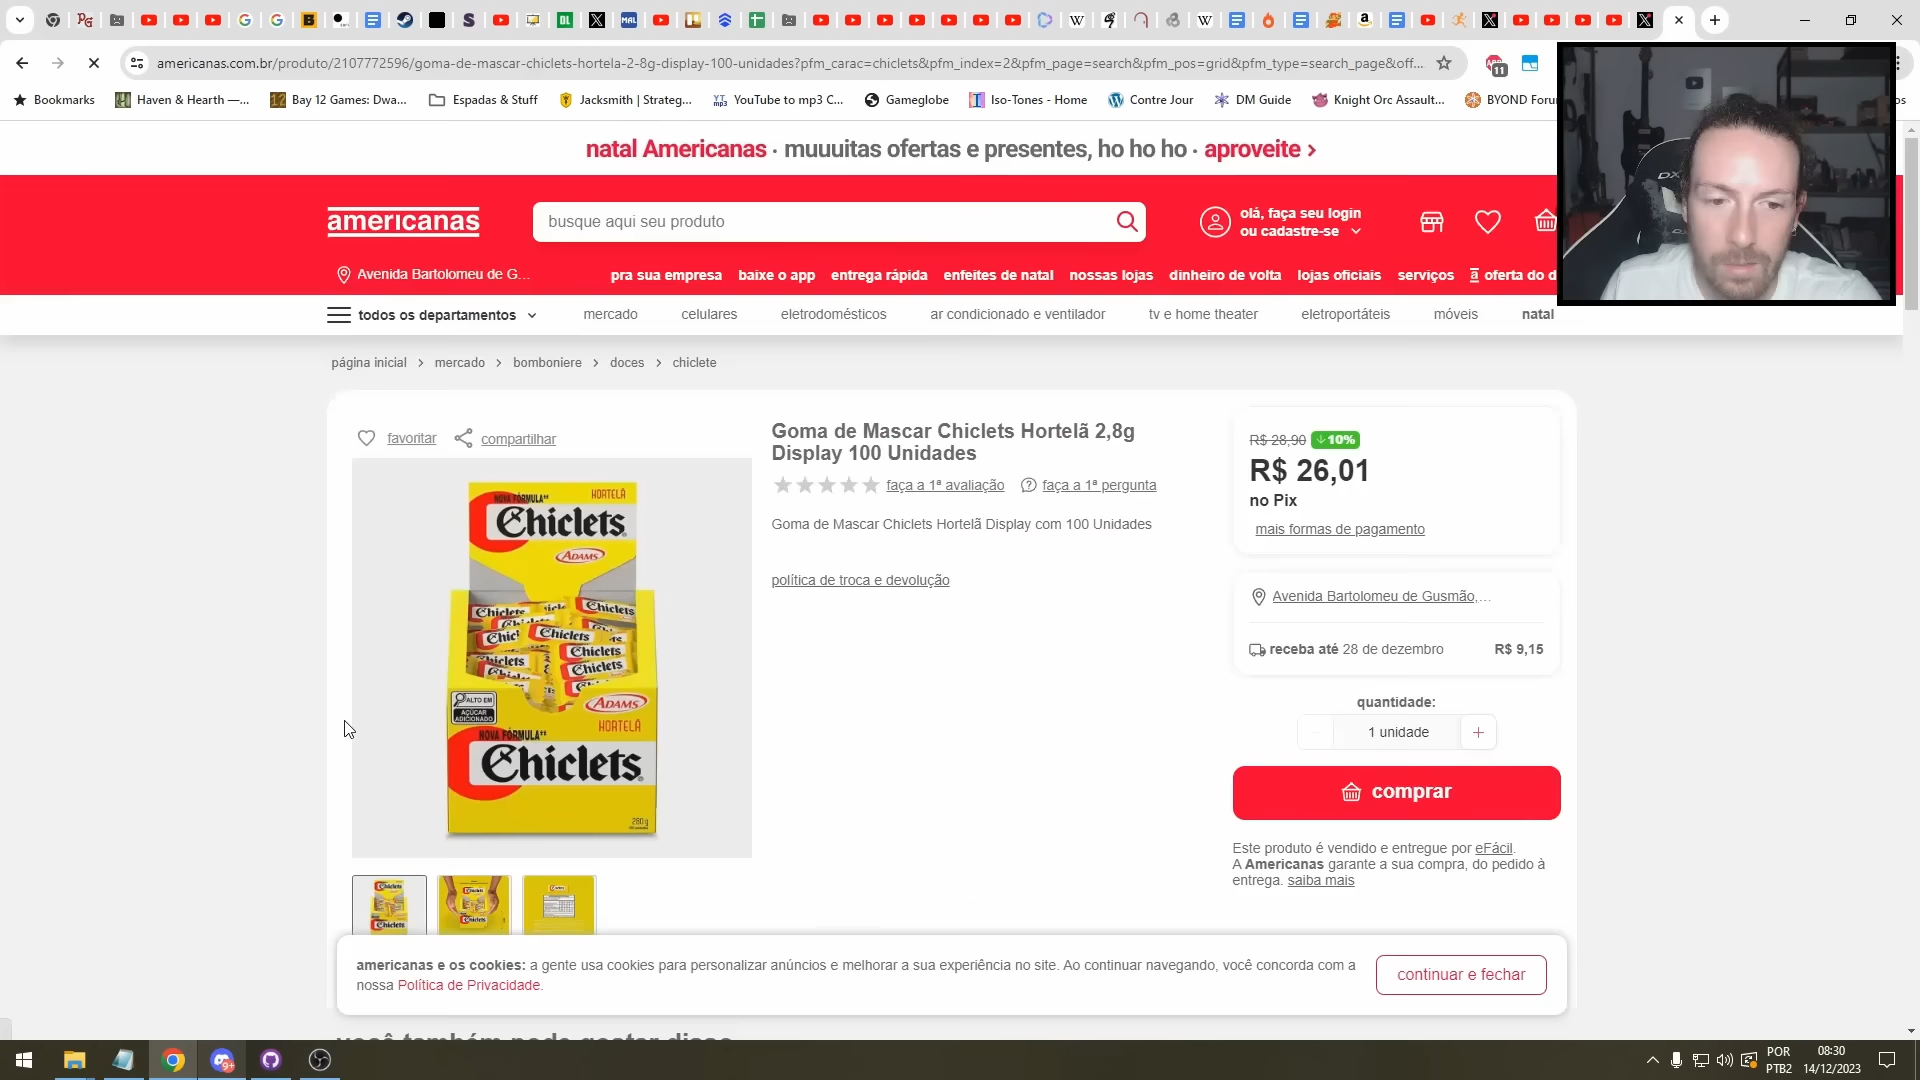 americanas.com.br/produto/2107772596/goma-de-mascar-chiclets-hortela-2-8g-display-100-unidades?pfm_carac=chiclets&pfm_index=2&pfm_page=search&pfm_pos=grid&pfm_type=search_page&off...
11
Bookmarks
Haven & Hearth —...
Bay 12 Games: Dwa...
Espadas & Stuff
Jacksmith | Strateg...
YouTube to mp3 C...
Gameglobe
Iso-Tones - Home
Contre Jour
DM Guide
Knight Orc Assault...
BYOND Foru
natal Americanas · muuuitas ofertas e presentes, ho ho ho · aproveite >
americanas
busque aqui seu produto
olá, faça seu login
ou cadastre-se
Avenida Bartolomeu de G...
pra sua empresa
baixe o app
entrega rápida
enfeites de natal
nossas lojas
dinheiro de volta
lojas oficiais
serviços
oferta do d
todos os departamentos
mercado
celulares
eletrodomésticos
ar condicionado e ventilador
tv e home theater
eletroportáteis
móveis
natal
página inicial > mercado > bomboniere > doces > chiclete
favoritar
compartilhar
NOVA FÓRMULA**
HORTELÃ
Chiclets
ADAMS
Chiclets
Chiclets
Chiclets
Chiclets
Chiclets
ALTO EM
AÇÚCAR
ADICIONADO
ADAMS
HORTELÃ
NOVA FÓRMULA**
Chiclets
280g
Goma de Mascar Chiclets Hortelã 2,8g
Display 100 Unidades
faça a 1ª avaliação
faça a 1ª pergunta
Goma de Mascar Chiclets Hortelã Display com 100 Unidades
política de troca e devolução
R$ 28,90
10%
R$ 26,01
no Pix
mais formas de pagamento
Avenida Bartolomeu de Gusmão,...
receba até 28 de dezembro
R$ 9,15
quantidade:
1 unidade
comprar
Este produto é vendido e entregue por eFácil.
A Americanas garante a sua compra, do pedido à
entrega. saiba mais
americanas e os cookies: a gente usa cookies para personalizar anúncios e melhorar a sua experiência no site. Ao continuar navegando, você concorda com a
nossa Política de Privacidade.
continuar e fechar
você também pode gostar disso
POR
PTB2
08:30
14/12/2023